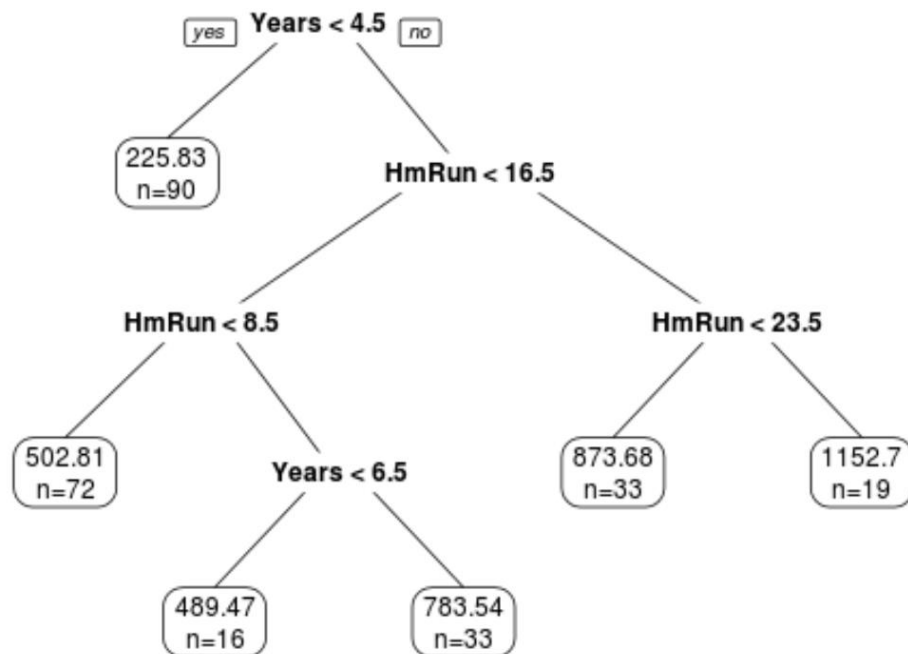 yes Years < 4.5 no
225.83
n=90
HmRun < 16.5
HmRun < 8.5 HmRun < 23.5
502.81 873.68 1152.7
n=72 n=33 n=19
Years < 6.5
489.47 783.54
n=16 n=33